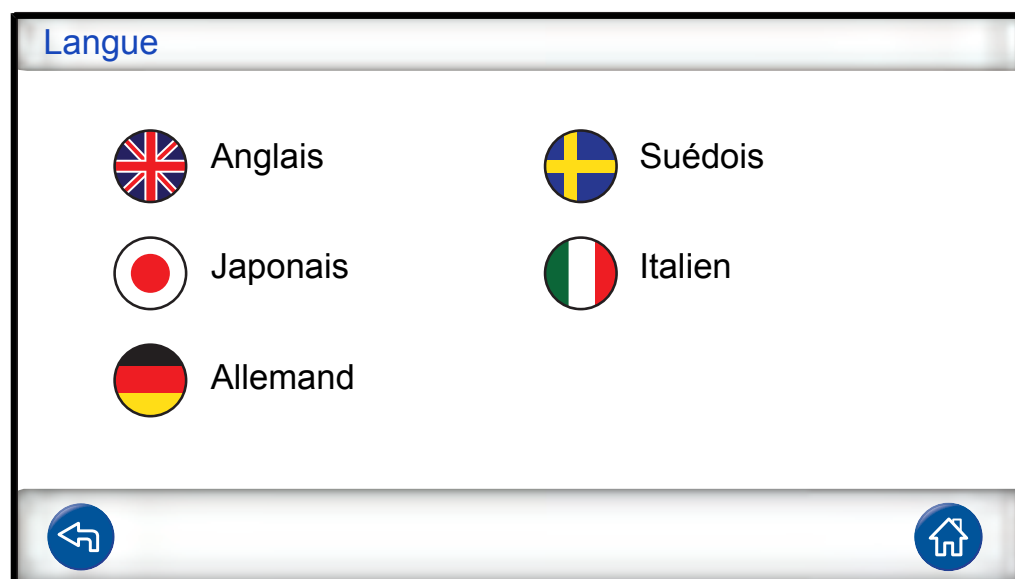 Langue
Anglais
Suédois
Japonais
Italien
Allemand